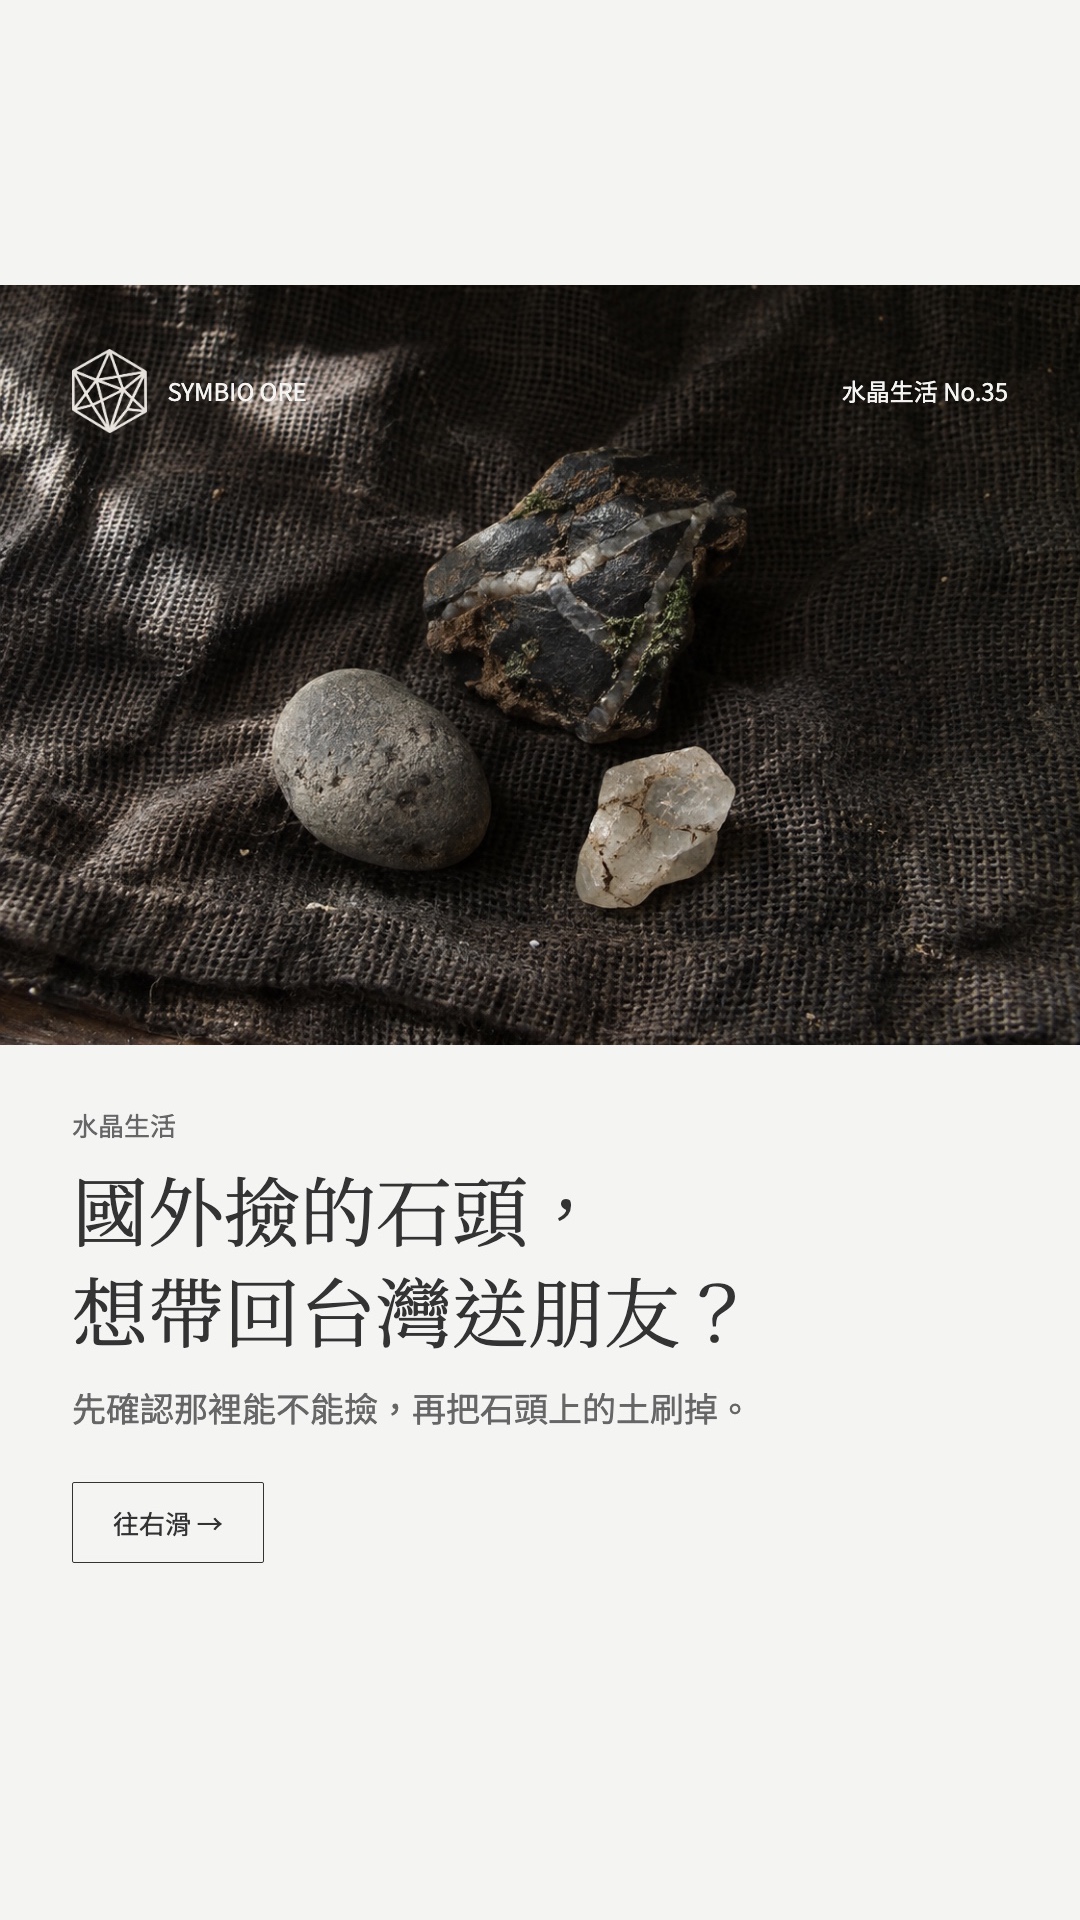 SYMBIO ORE
水晶生活 No.35
水晶生活
國外撿的石頭，
想帶回台灣送朋友？
先確認那裡能不能撿，再把石頭上的土刷掉。
往右滑 →